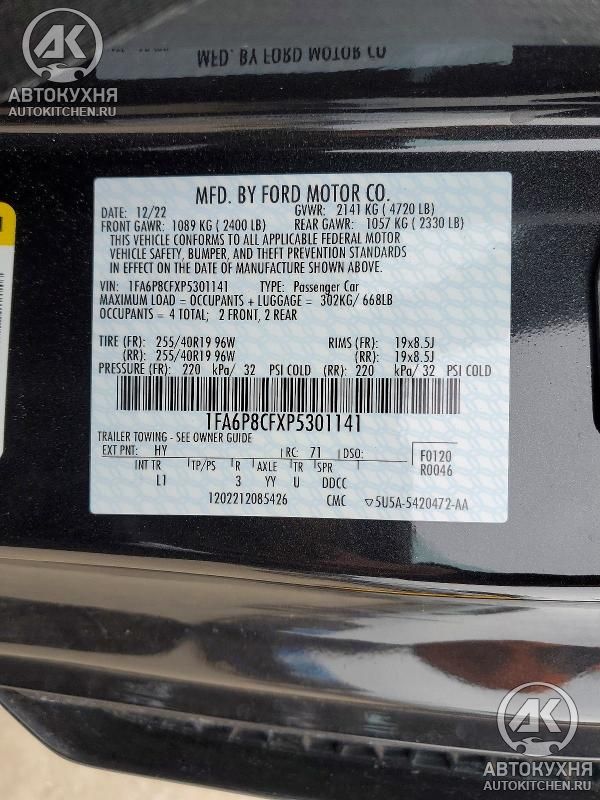 АВТОКУХНЯ
AUTOKITCHEN.RU
MFD. BY FORD MOTOR CO
MFD. BY FORD MOTOR CO.
DATE: 12/22 GVWR: 2141 KG ( 4720 LB)
FRONT GAWR: 1089 KG ( 2400 LB) REAR GAWR: 1057 KG ( 2330 LB)
THIS VEHICLE CONFORMS TO ALL APPLICABLE FEDERAL MOTOR
VEHICLE SAFETY, BUMPER, AND THEFT PREVENTION STANDARDS
IN EFFECT ON THE DATE OF MANUFACTURE SHOWN ABOVE.
VIN: 1FA6P8CFXP5301141 TYPE: Passenger Car
MAXIMUM LOAD = OCCUPANTS + LUGGAGE = 302KG/ 668LB
OCCUPANTS = 4 TOTAL; 2 FRONT, 2 REAR
TIRE (FR): 255/40R19 96W RIMS (FR): 19x8.5J
(RR): 255/40R19 96W (RR): 19x8.5J
PRESSURE (FR): 220 kPa/ 32 PSI COLD (RR): 220 kPa/ 32 PSI COLD
1FA6P8CFXP5301141
TRAILER TOWING - SEE OWNER GUIDE
EXT PNT: HY RC: 71 DSO: F0120
INT TR TP/PS R AXLE TR SPR R0046
L1 3 YY U DDCC
1202212085426 CMC ▽5U5A-5420472-AA
АК
АВТОКУХНЯ
AUTOKITCHEN.RU